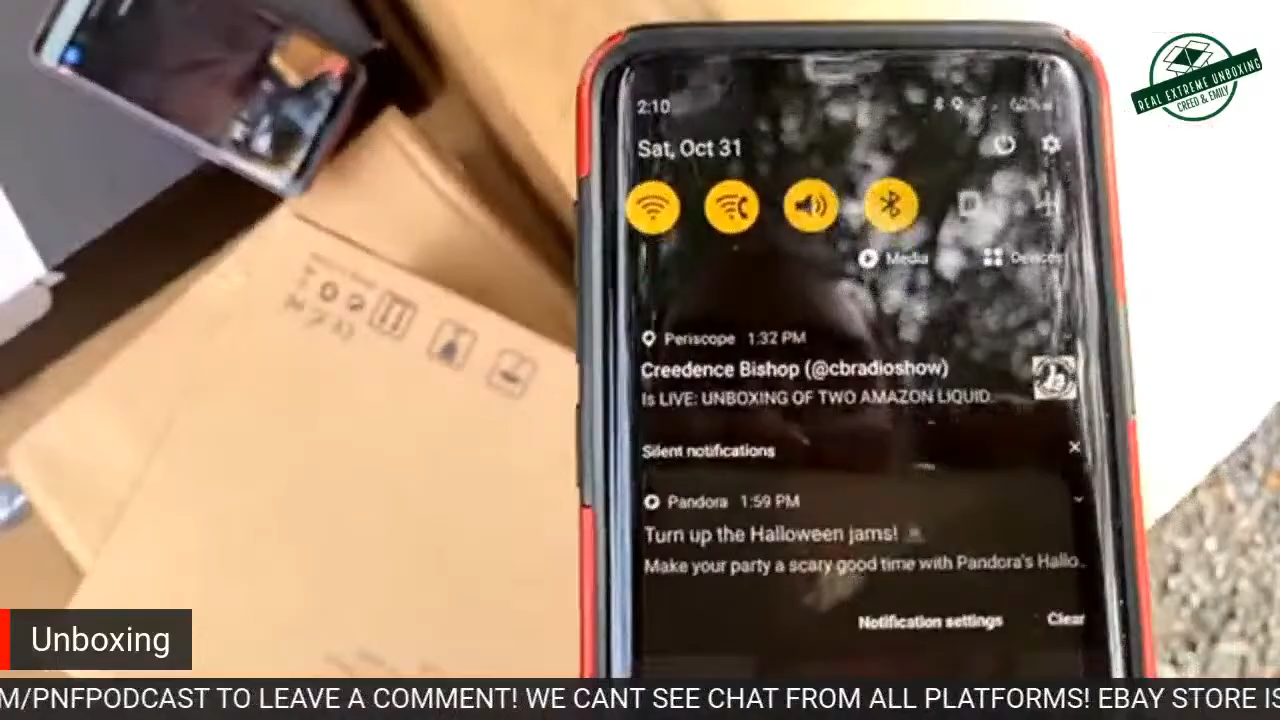 REAL EXTREME UNBOXING
CREED & EMILY
2:10
62%
Sat, Oct 31
Media
Devices
Periscope 1:32 PM
Creedence Bishop (@cbradioshow)
Is LIVE: UNBOXING OF TWO AMAZON LIQUID...
Silent notifications
Pandora 1:59 PM
Turn up the Halloween jams!
Make your party a scary good time with Pandora's Hallo..
Notification settings
Clear
Unboxing
M/PNFPODCAST TO LEAVE A COMMENT! WE CANT SEE CHAT FROM ALL PLATFORMS! EBAY STORE IS